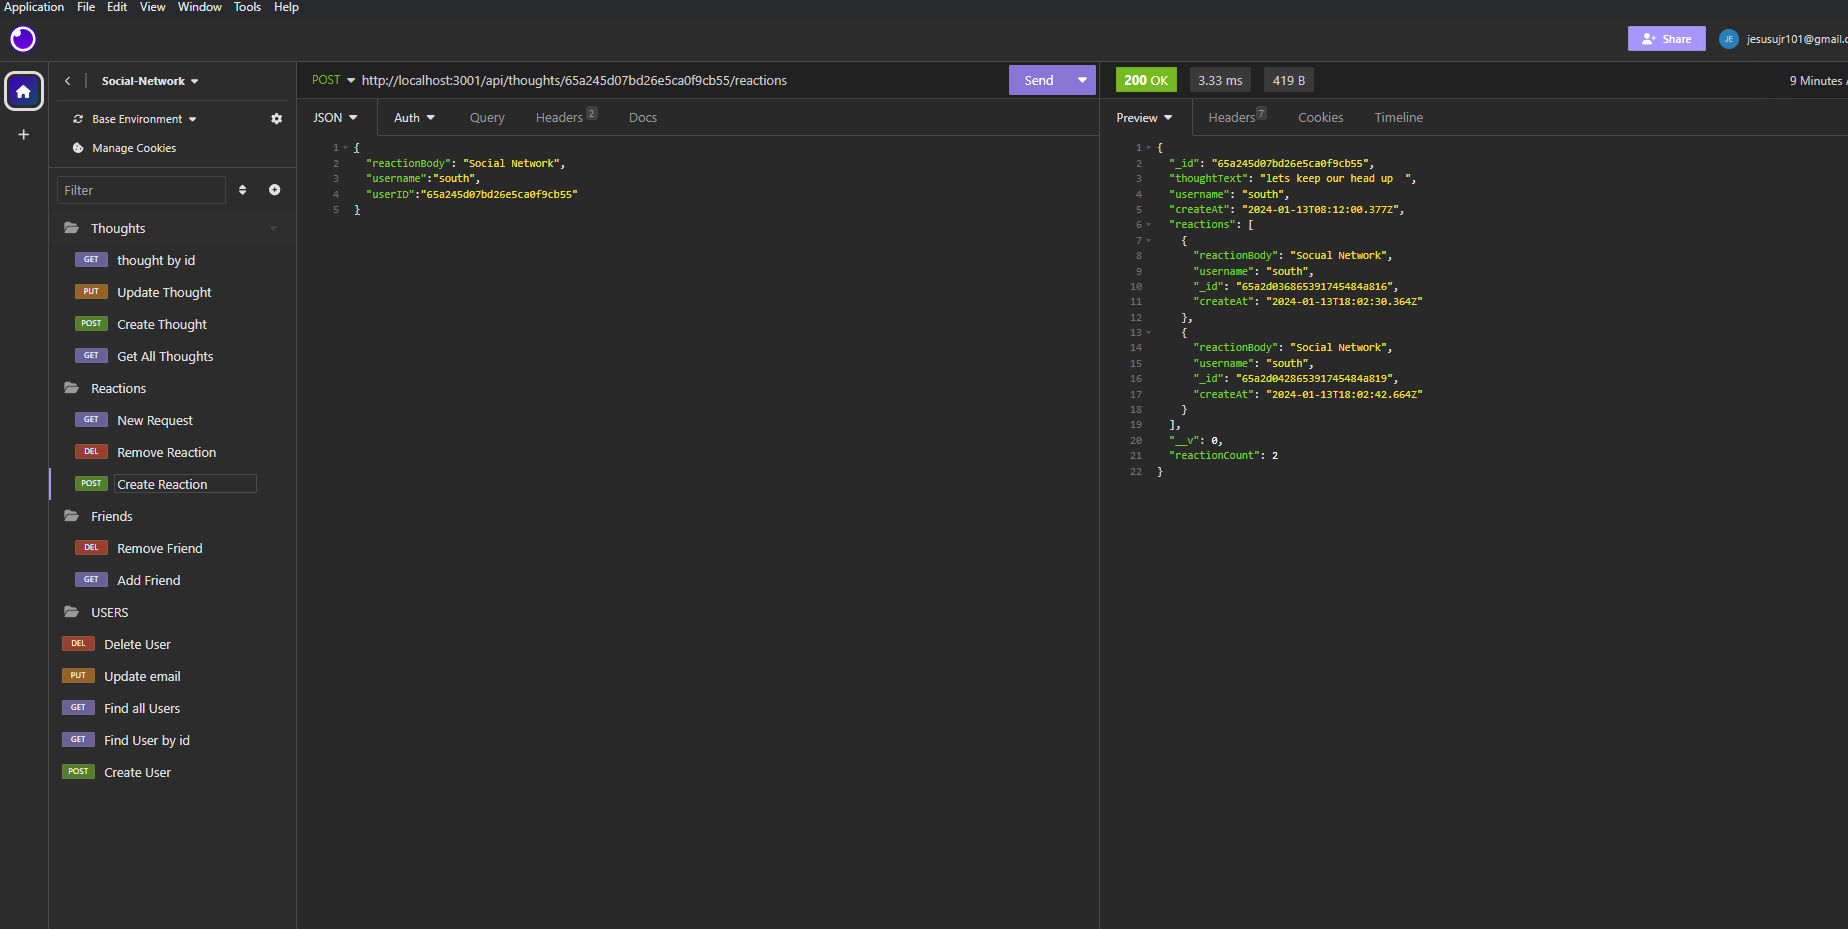 Application File Edit View Window Tools Help
Share
JE
jesusujr101@gmail.c
Social-Network
Base Environment
Manage Cookies
Filter
Thoughts
GET thought by id
PUT Update Thought
POST Create Thought
GET Get All Thoughts
Reactions
GET New Request
DEL Remove Reaction
POST Create Reaction
Friends
DEL Remove Friend
GET Add Friend
USERS
DEL Delete User
PUT Update email
GET Find all Users
GET Find User by id
POST Create User
POST http://localhost:3001/api/thoughts/65a245d07bd26e5ca0f9cb55/reactions
Send
JSON Auth Query Headers 2 Docs
1 {
2 "reactionBody": "Social Network",
3 "username":"south",
4 "userID":"65a245d07bd26e5ca0f9cb55"
5 }
200 OK 3.33 ms 419 B 9 Minutes
Preview Headers 7 Cookies Timeline
1 {
2 "_id": "65a245d07bd26e5ca0f9cb55",
3 "thoughtText": "lets keep our head up  ",
4 "username": "south",
5 "createAt": "2024-01-13T08:12:00.377Z",
6 "reactions": [
7 {
8 "reactionBody": "Socual Network",
9 "username": "south",
10 "_id": "65a2d036865391745484a816",
11 "createAt": "2024-01-13T18:02:30.364Z"
12 },
13 {
14 "reactionBody": "Social Network",
15 "username": "south",
16 "_id": "65a2d042865391745484a819",
17 "createAt": "2024-01-13T18:02:42.664Z"
18 }
19 ],
20 "__v": 0,
21 "reactionCount": 2
22 }